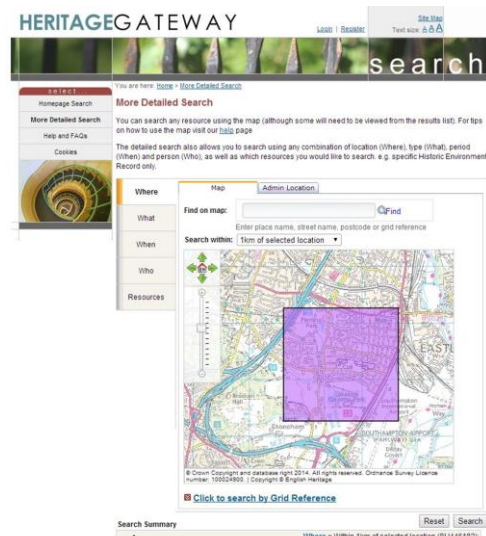 HERITAGEGATEWAY
Login | Register
Site Map
Text size: A A A
search
select...
Homepage Search
More Detailed Search
Help and FAQs
Cookies
You are here: Home > More Detailed Search
More Detailed Search
You can search any resource using the map (although some will need to be viewed from the results list). For tips
on how to use the map visit our help page
The detailed search also allows you to search using any combination of location (Where), type (What), period
(When) and person (Who), as well as which resources you would like to search. e.g. specific Historic Environment
Record only.
Where
What
When
Who
Resources
Map
Admin Location
Find on map:
Find
Enter place name, street name, postcode or grid reference
Search within: 1km of selected location
EASTL
SOUTHAMPTON AIRPORT
© Crown Copyright and database right 2014. All rights reserved. Ordnance Survey Licence
number: 100024900. | Copyright © English Heritage
Click to search by Grid Reference
Search Summary
Reset
Search